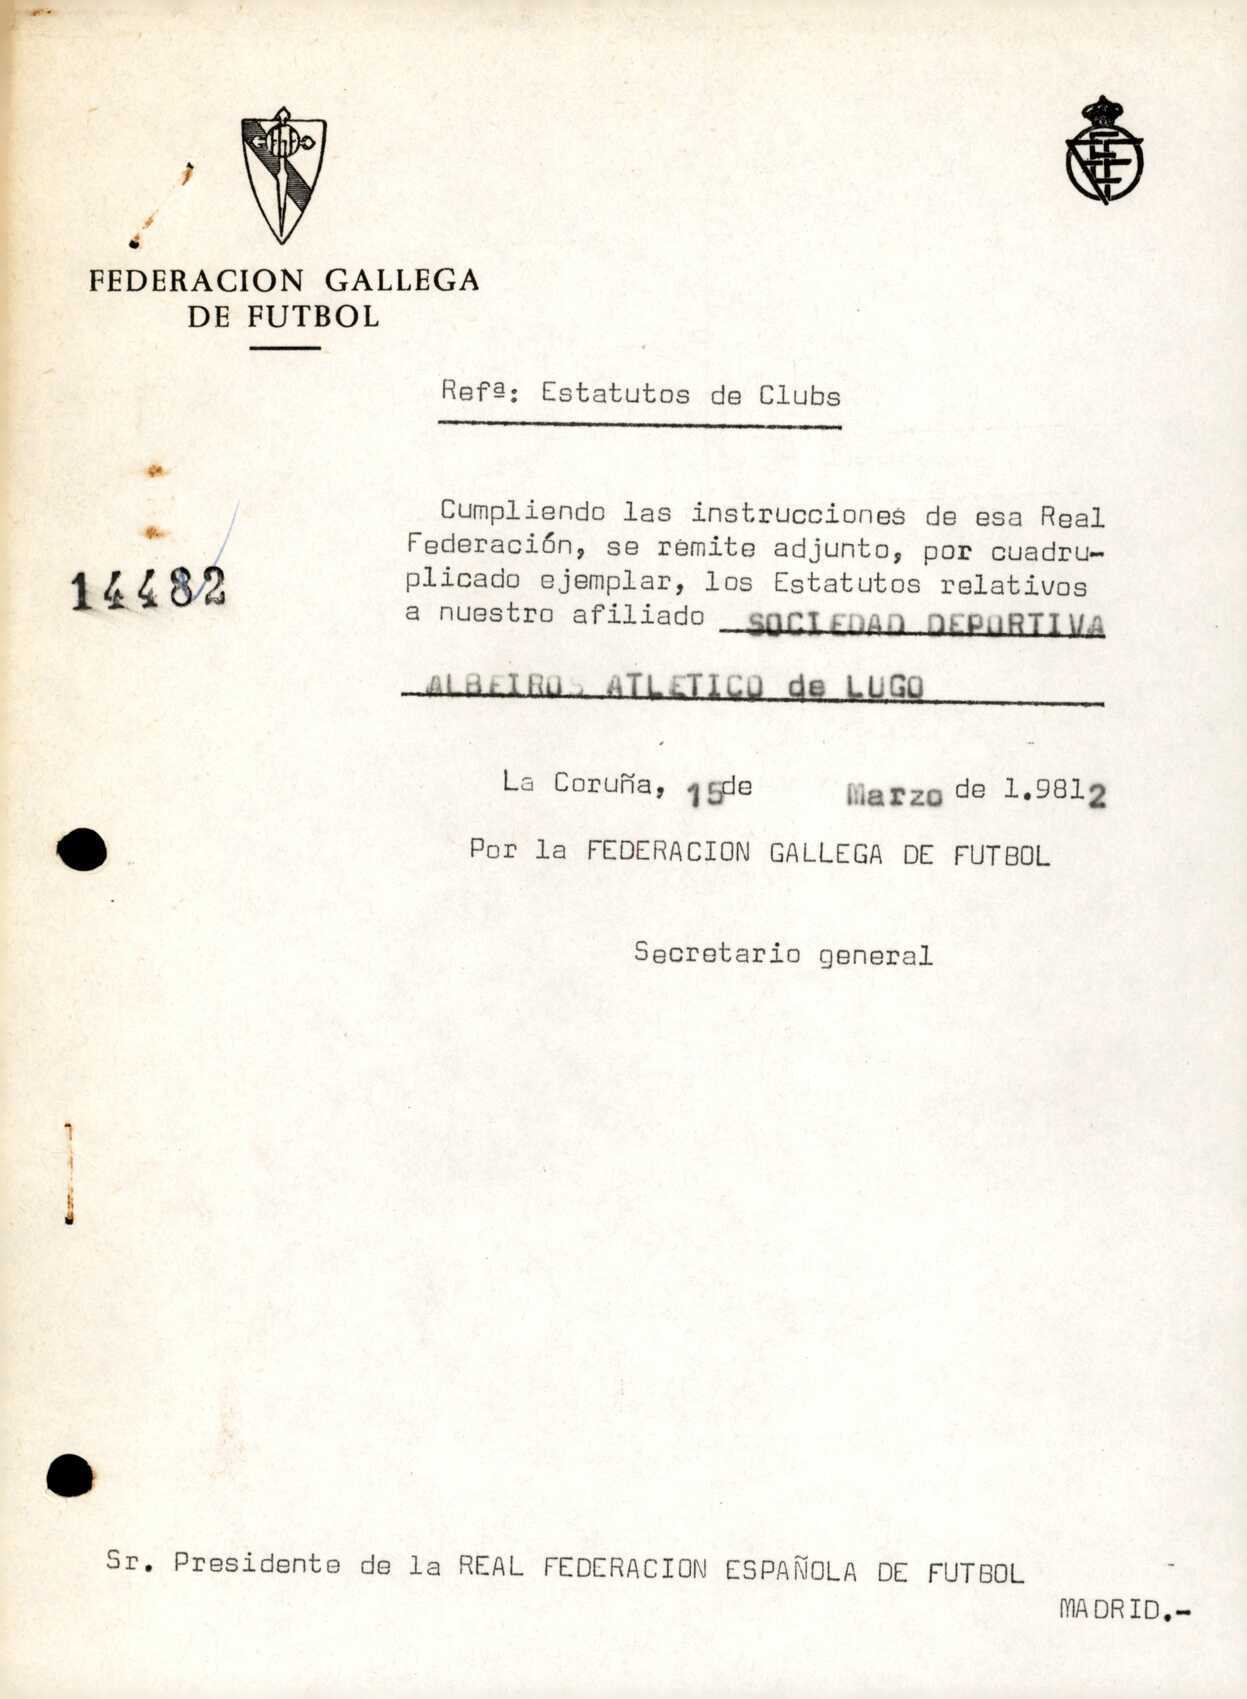 FEDERACION GALLEGA
DE FUTBOL
Refª: Estatutos de Clubs
Cumpliendo las instrucciones de esa Real
Federación, se remite adjunto, por cuadru-
plicado ejemplar, los Estatutos relativos
14482
a nuestro afiliado SOCIEDAD DEPORTIVA
ALBEIROS ATLETICO de LUGO
La Coruña, 15 de Marzo de 1.9812
Por la FEDERACION GALLEGA DE FUTBOL
Secretario general
Sr. Presidente de la REAL FEDERACION ESPAÑOLA DE FUTBOL
MADRID.-